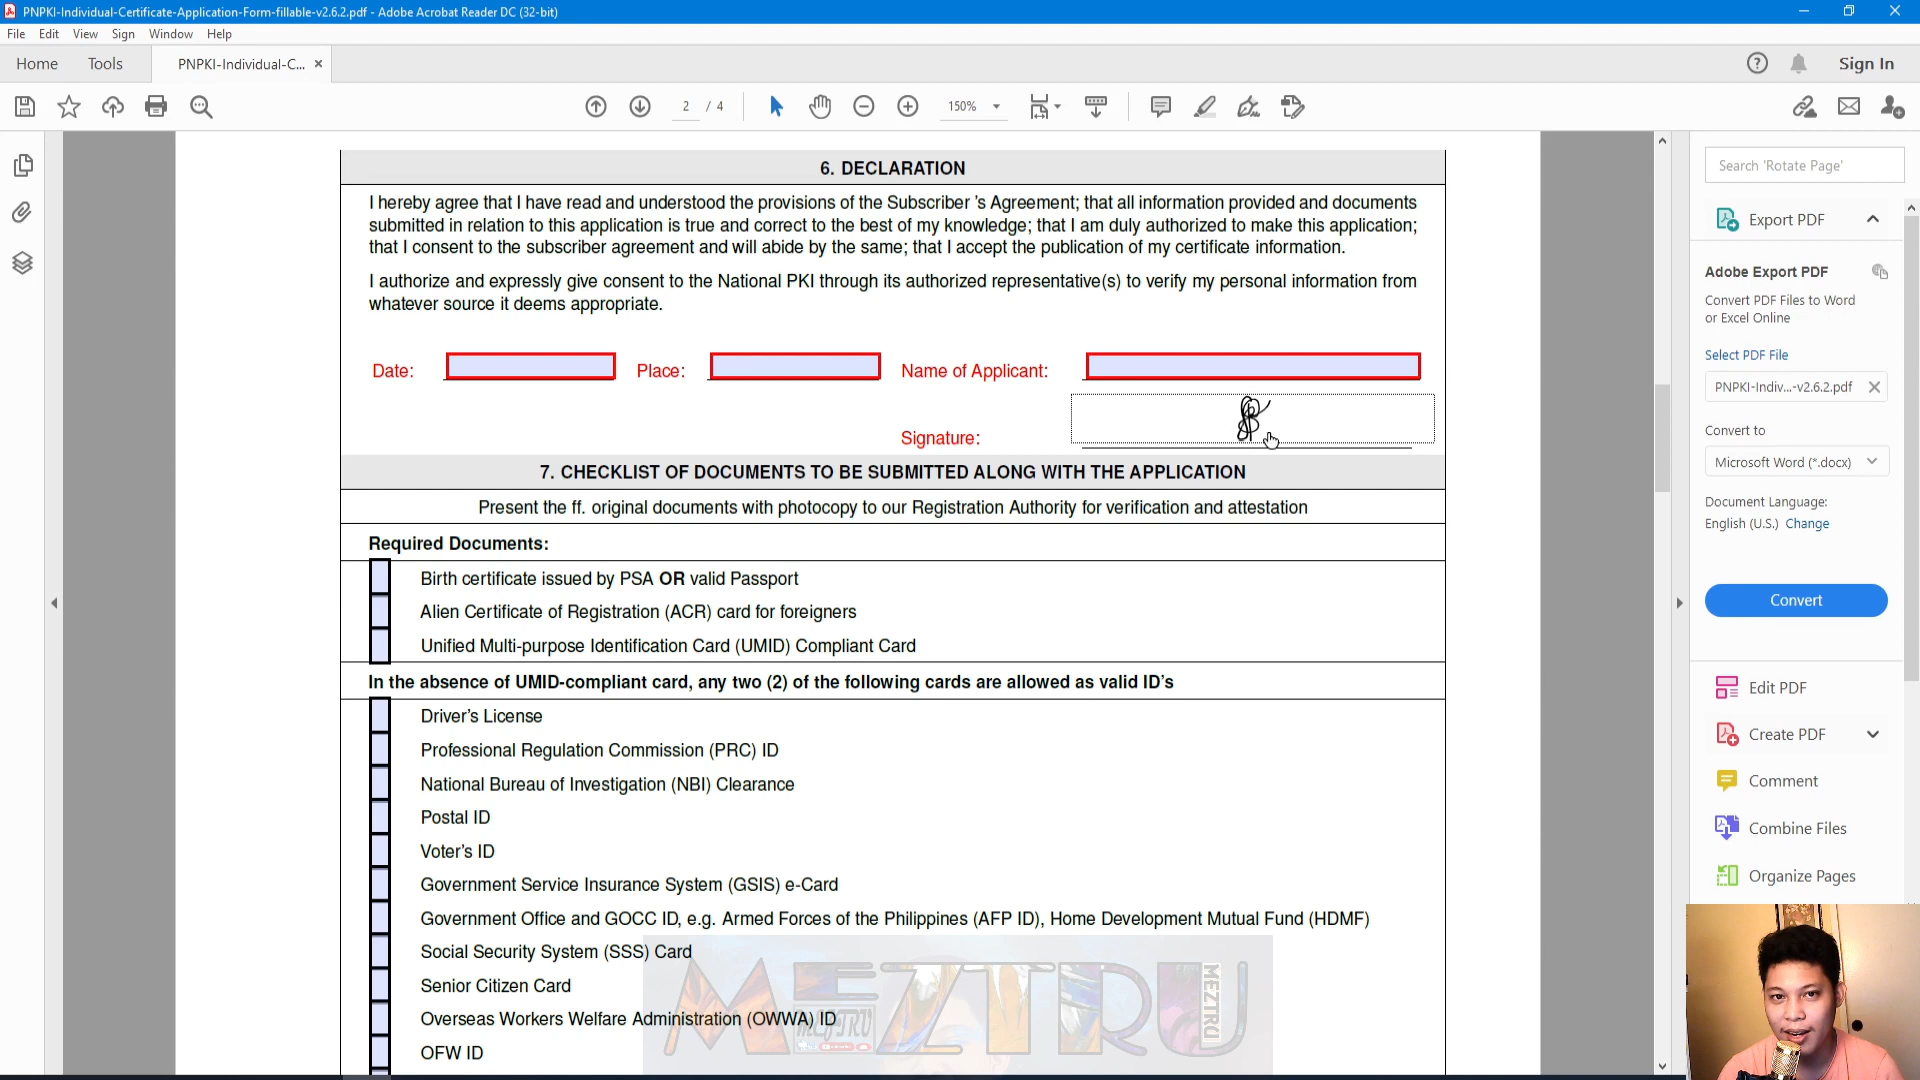 PNPKI-Individual-Certificate-Application-Form-fillable-v2.6.2.pdf - Adobe Acrobat Reader DC (32-bit)
File Edit View Sign Window Help
Home Tools PNPKI-Individual-C... Sign In
2 / 4 150%
6. DECLARATION
I hereby agree that I have read and understood the provisions of the Subscriber 's Agreement; that all information provided and documents
submitted in relation to this application is true and correct to the best of my knowledge; that I am duly authorized to make this application;
that I consent to the subscriber agreement and will abide by the same; that I accept the publication of my certificate information.
I authorize and expressly give consent to the National PKI through its authorized representative(s) to verify my personal information from
whatever source it deems appropriate.
Date: Place: Name of Applicant:
Signature:
7. CHECKLIST OF DOCUMENTS TO BE SUBMITTED ALONG WITH THE APPLICATION
Present the ff. original documents with photocopy to our Registration Authority for verification and attestation
Required Documents:
Birth certificate issued by PSA OR valid Passport
Alien Certificate of Registration (ACR) card for foreigners
Unified Multi-purpose Identification Card (UMID) Compliant Card
In the absence of UMID-compliant card, any two (2) of the following cards are allowed as valid ID's
Driver's License
Professional Regulation Commission (PRC) ID
National Bureau of Investigation (NBI) Clearance
Postal ID
Voter's ID
Government Service Insurance System (GSIS) e-Card
Government Office and GOCC ID, e.g. Armed Forces of the Philippines (AFP ID), Home Development Mutual Fund (HDMF)
Social Security System (SSS) Card
Senior Citizen Card
Overseas Workers Welfare Administration (OWWA) ID
OFW ID
MEZTRU
MEZTRU
Search 'Rotate Page'
Export PDF
Adobe Export PDF
Convert PDF Files to Word
or Excel Online
Select PDF File
PNPKI-Indiv...-v2.6.2.pdf
Convert to
Microsoft Word (*.docx)
Document Language:
English (U.S.) Change
Convert
Edit PDF
Create PDF
Comment
Combine Files
Organize Pages